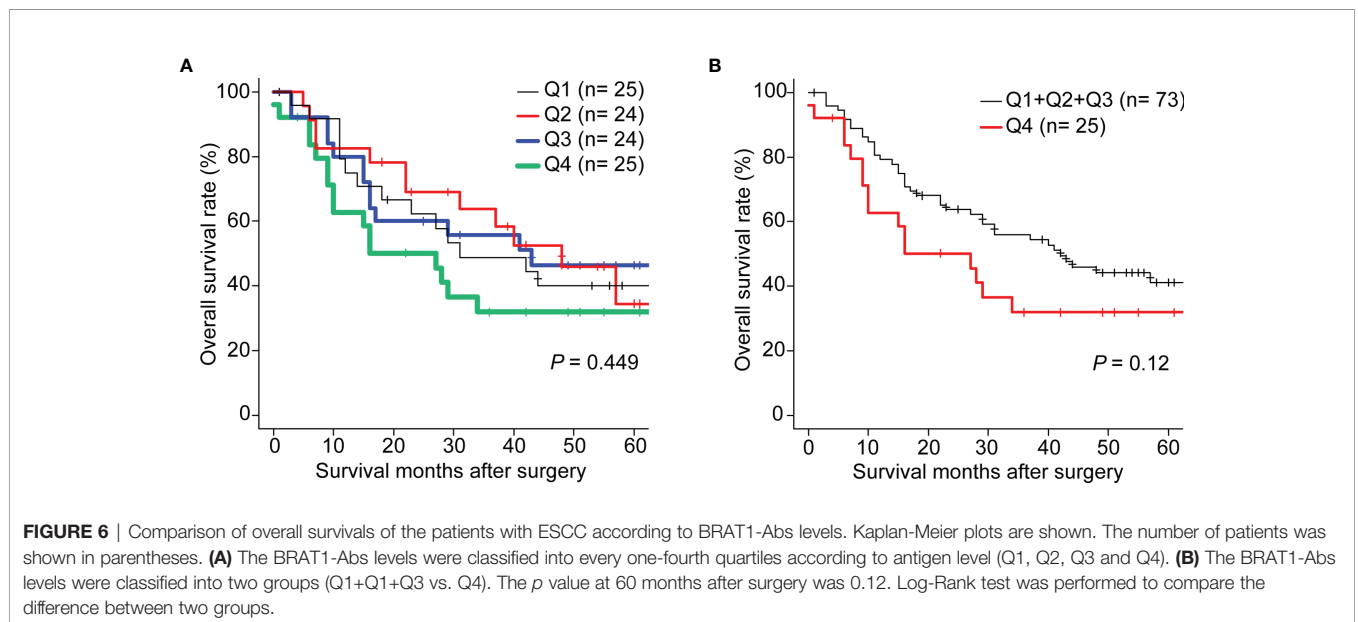 A
100
80
60
40
20
0
Overall survival rate (%)
Q1 (n= 25)
Q2 (n= 24)
Q3 (n= 24)
Q4 (n= 25)
P = 0.449
0 10 20 30 40 50 60
Survival months after surgery
B
100
80
60
40
20
0
Overall survival rate (%)
Q1+Q2+Q3 (n= 73)
Q4 (n= 25)
P = 0.12
0 10 20 30 40 50 60
Survival months after surgery
FIGURE 6 | Comparison of overall survivals of the patients with ESCC according to BRAT1-Abs levels. Kaplan-Meier plots are shown. The number of patients was
shown in parentheses. (A) The BRAT1-Abs levels were classified into every one-fourth quartiles according to antigen level (Q1, Q2, Q3 and Q4). (B) The BRAT1-Abs
levels were classified into two groups (Q1+Q1+Q3 vs. Q4). The p value at 60 months after surgery was 0.12. Log-Rank test was performed to compare the
difference between two groups.